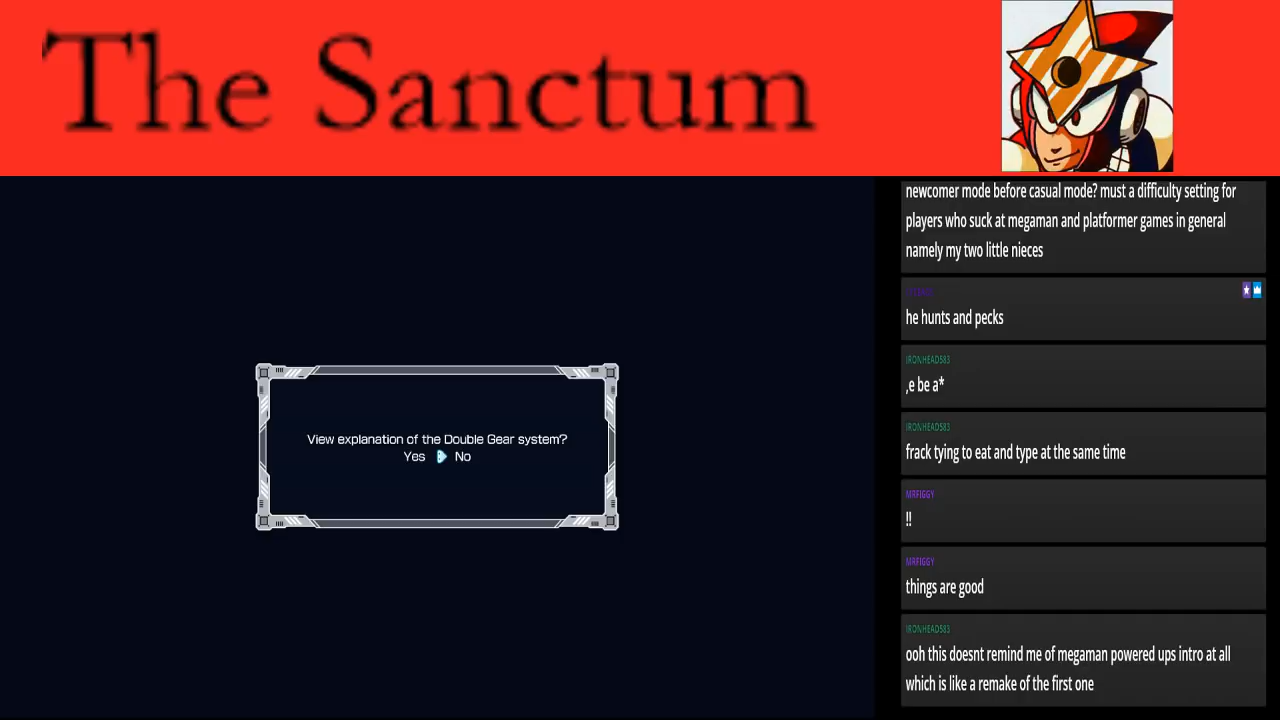 The Sanctum
newcomer mode before casual mode? must a difficulty setting for
players who suck at megaman and platformer games in general
namely my two little nieces
he hunts and pecks
IRONHEAD583
,e be a*
IRONHEAD583
frack tying to eat and type at the same time
MRFIGGY
!!
MRFIGGY
things are good
IRONHEAD583
ooh this doesnt remind me of megaman powered ups intro at all
which is like a remake of the first one
View explanation of the Double Gear system?
Yes No